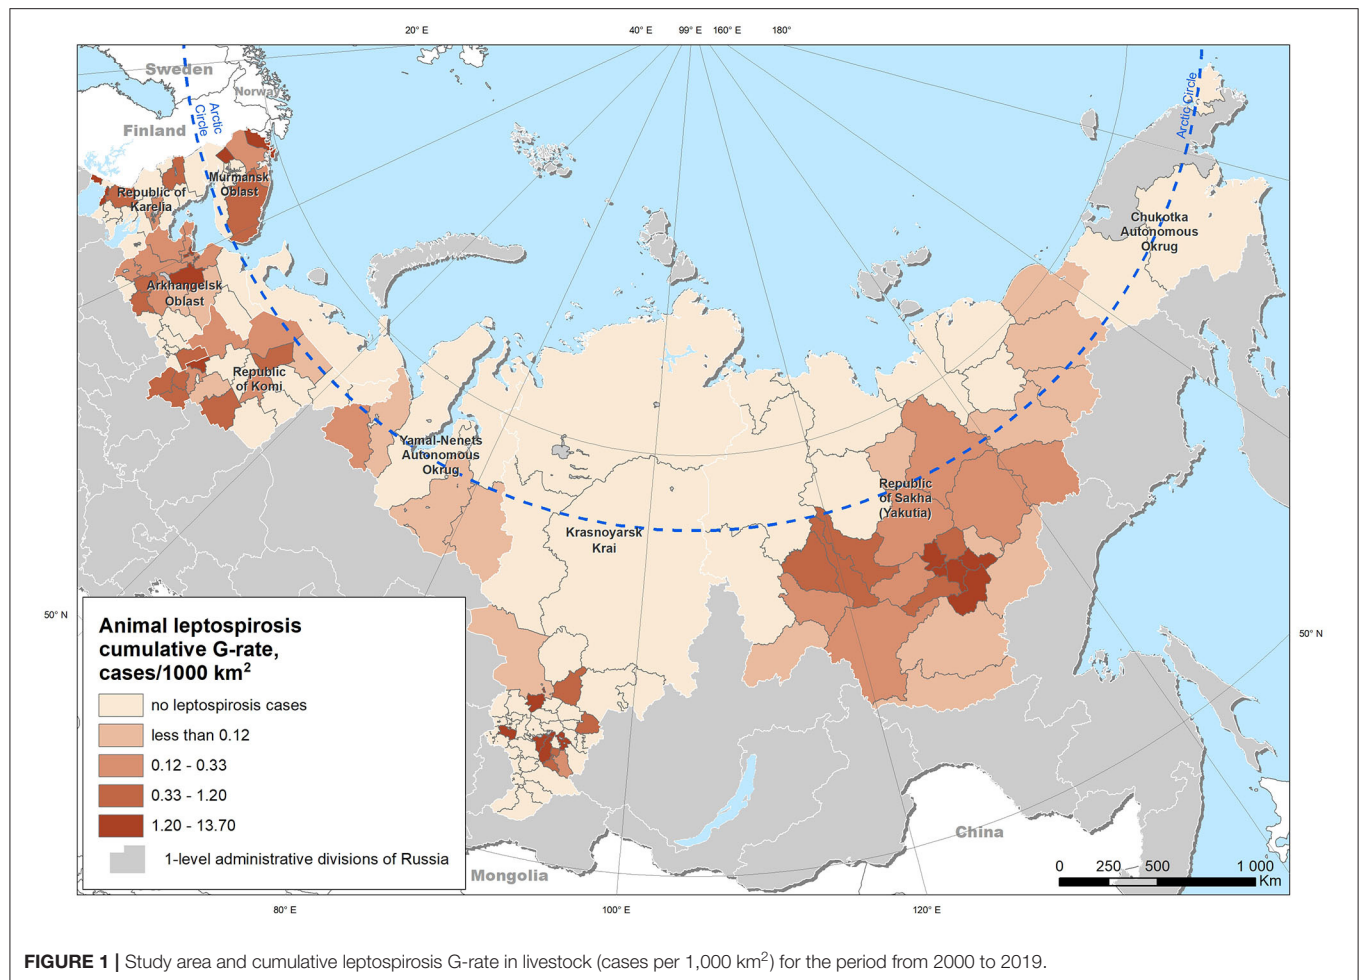 20° E
40° E
99° E
160° E
180°
Sweden
Norway
Finland
Arctic
Circle
Arctic Circle
Murmansk
Oblast
Republic of
Karelia
Chukotka
Autonomous
Okrug
Arkhangelsk
Oblast
Republic
of Komi
Yamal-Nenets
Autonomous
Okrug
Republic
of Sakha
(Yakutia)
Krasnoyarsk
Krai
50° N
50° N
Animal leptospirosis
cumulative G-rate,
cases/1000 km²
no leptospirosis cases
less than 0.12
0.12 - 0.33
0.33 - 1.20
1.20 - 13.70
1-level administrative divisions of Russia
China
Mongolia
0 250 500 1 000
Km
80° E
100° E
120° E
FIGURE 1 | Study area and cumulative leptospirosis G-rate in livestock (cases per 1,000 km²) for the period from 2000 to 2019.